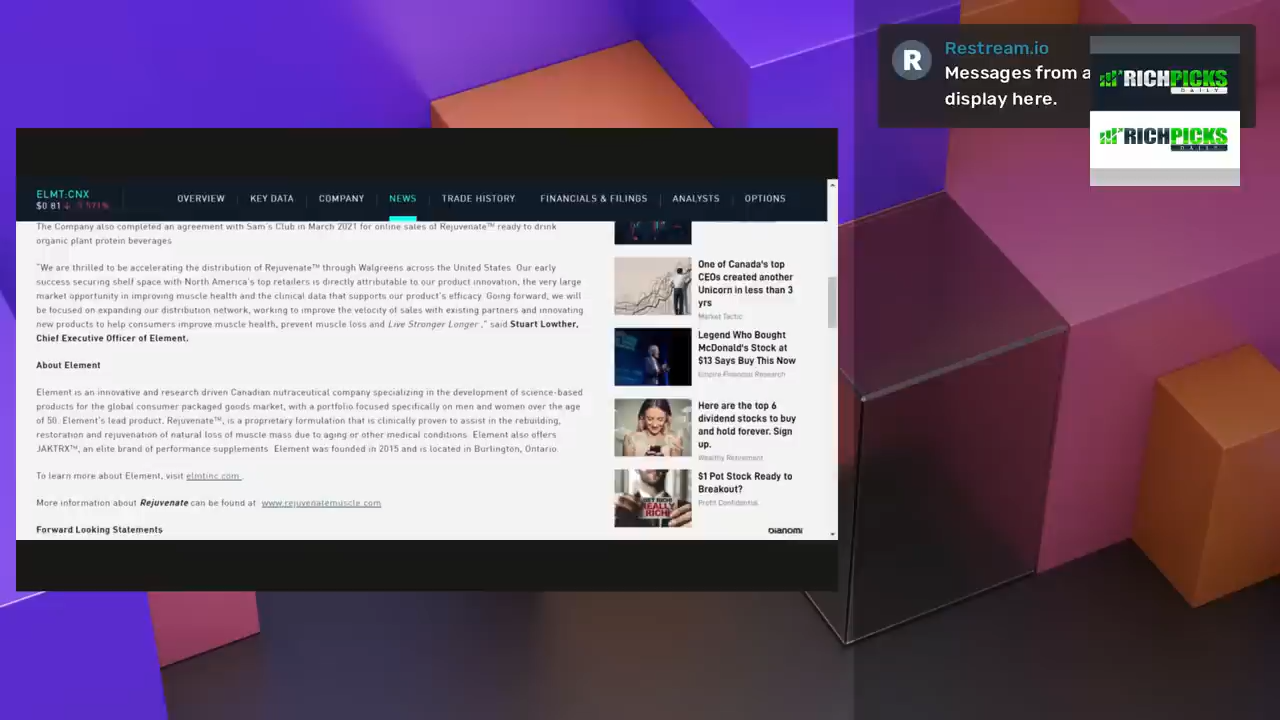 Restream.io
Messages from a
display here.
RICHPICKS
DAILY
RICHPICKS
DAILY
ELMT.CNX
$0.81
OVERVIEW
KEY DATA
COMPANY
NEWS
TRADE HISTORY
FINANCIALS & FILINGS
ANALYSTS
OPTIONS
The Company also completed an agreement with Sam's Club in March 2021 for online sales of Rejuvenate™ ready to drink
organic plant protein beverages
"We are thrilled to be accelerating the distribution of Rejuvenate™ through Walgreens across the United States. Our early
success securing shelf space with North America's top retailers is directly attributable to our product innovation, the very large
market opportunity in improving muscle health and the clinical data that supports our product's efficacy. Going forward, we will
be focused on expanding our distribution network, working to improve the velocity of sales with existing partners and innovating
new products to help consumers improve muscle health, prevent muscle loss and Live Stronger Longer ," said Stuart Lowther,
Chief Executive Officer of Element.
About Element
Element is an innovative and research driven Canadian nutraceutical company specializing in the development of science-based
products for the global consumer packaged goods market, with a portfolio focused specifically on men and women over the age
of 50. Element's lead product, Rejuvenate™, is a proprietary formulation that is clinically proven to assist in the rebuilding,
restoration and rejuvenation of natural loss of muscle mass due to aging or other medical conditions. Element also offers
JAKTRX™, an elite brand of performance supplements. Element was founded in 2015 and is located in Burlington, Ontario.
To learn more about Element, visit elmtinc.com.
More information about Rejuvenate can be found at www.rejuvenatemuscle.com
Forward Looking Statements
One of Canada's top
CEOs created another
Unicorn in less than 3
yrs
Market Tactic
Legend Who Bought
McDonald's Stock at
$13 Says Buy This Now
Empire Financial Research
Here are the top 6
dividend stocks to buy
and hold forever. Sign
up.
Wealthy Retirement
$1 Pot Stock Ready to
Breakout?
Profit Confidential
GET RICH
REALLY
RICH!
DIANOMI